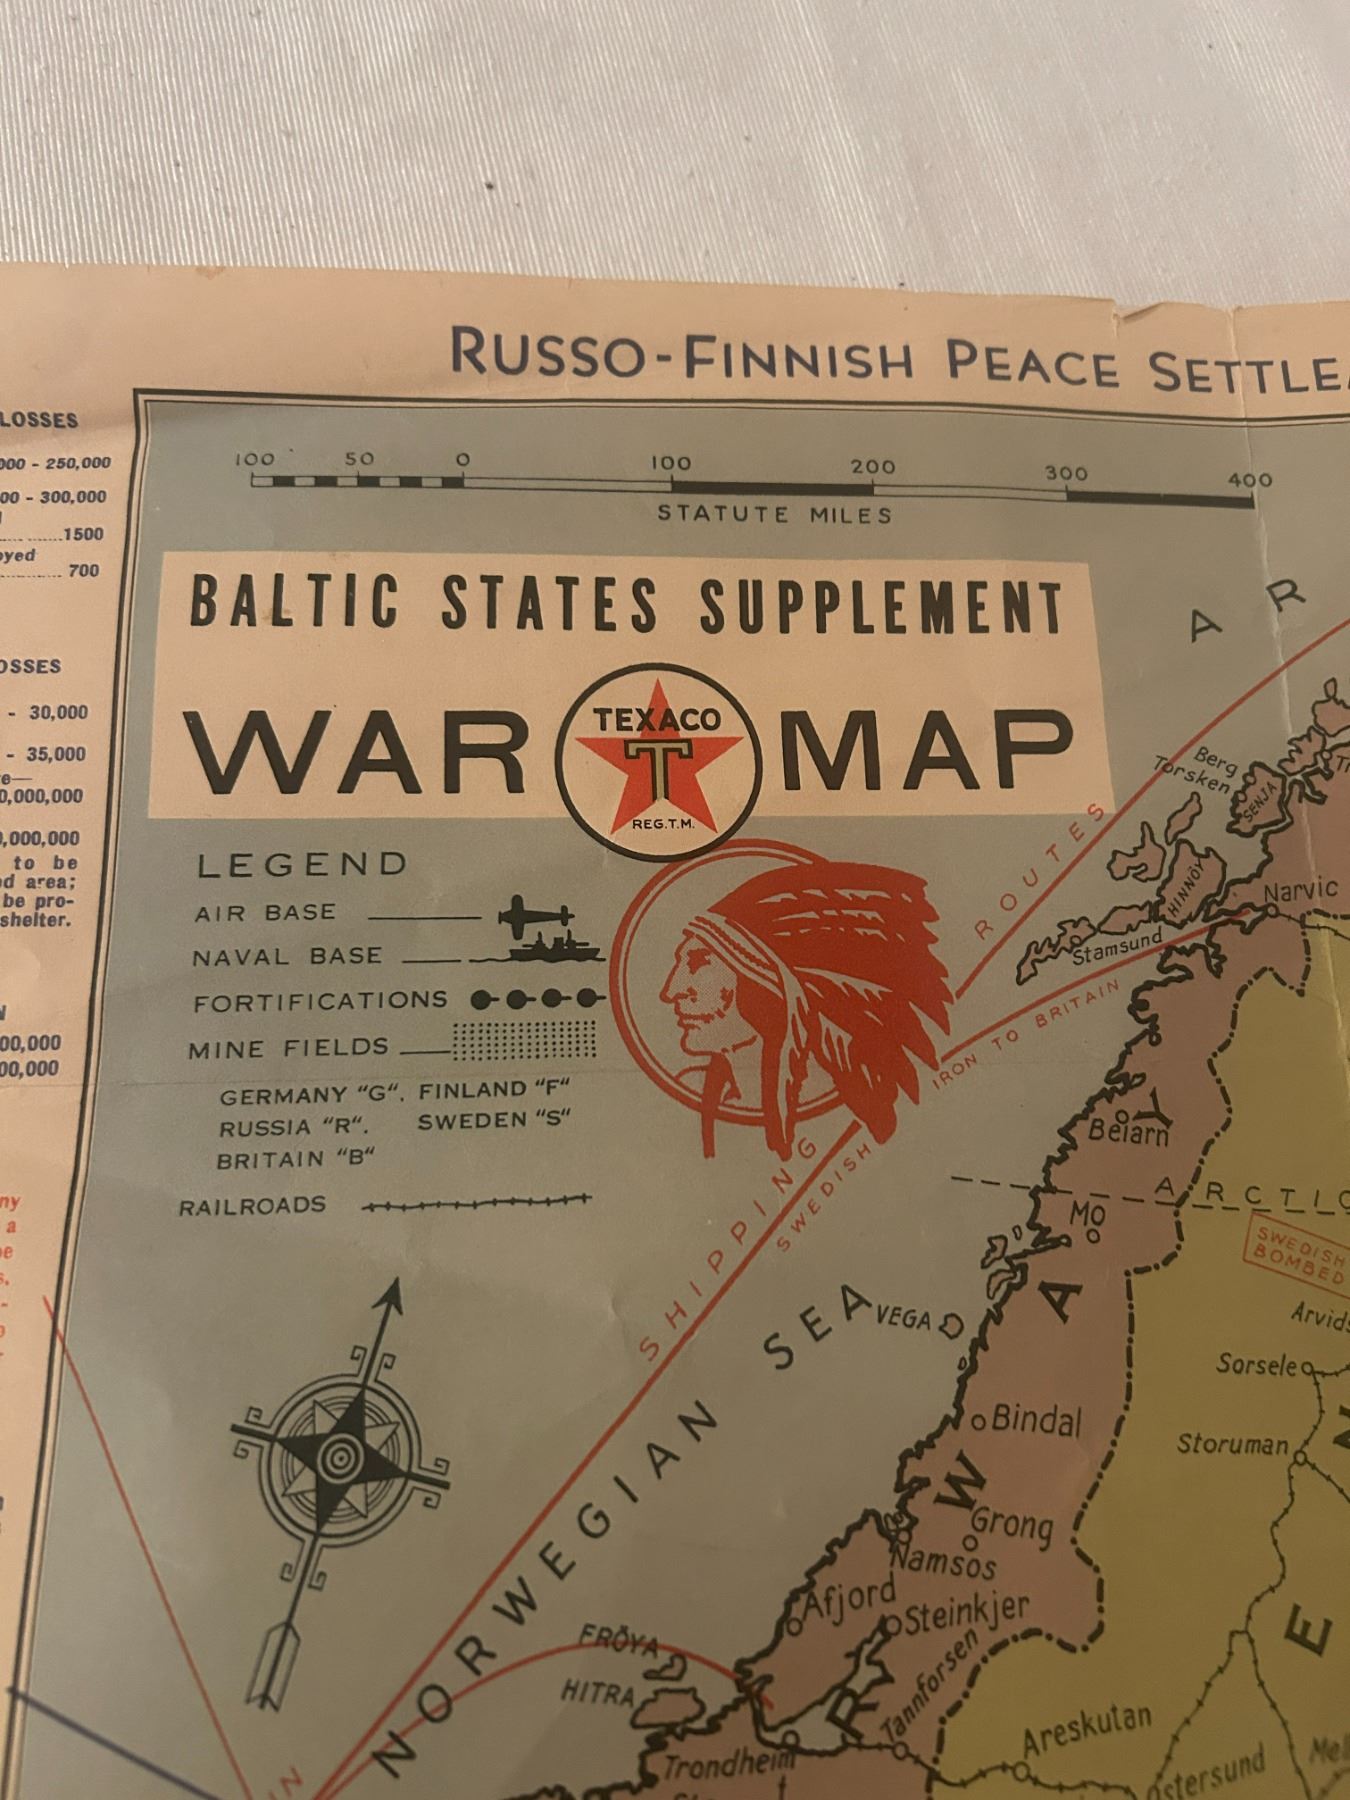 RUSSO-FINNISH PEACE
LOSSES
000 - 250,000
00 - 300,000
1500
700
OSSES
- 30,000
- 35,000
0,000,000
0,000,000
to be
ed area;
be pro-
shelter.
00,000
00,000
ny
a
100 50 0 100 200 300 400
STATUTE MILES
BALTIC STATES SUPPLEMENT
WAR TEXACO T REG.T.M. MAP
LEGEND
AIR BASE
NAVAL BASE
FORTIFICATIONS
MINE FIELDS
GERMANY "G". FINLAND "F"
RUSSIA "R". SWEDEN "S"
BRITAIN "B"
RAILROADS
A R
Berg
Torsken
SENJA
HINNÖY
Narvic
Stamsund
SHIPPING ROUTES
SWEDISH IRON TO BRITAIN
Beiarn
ARCTIC
MO
SWEDISH
BOMBED
NORWEGIAN SEA
VEGA
Sorsele
Bindal
Storuman
Grong
Namsos
Afjord
Steinkjer
Tannforsen
FRÖYA
HITRA
Areskutan
Trondheim
NORWAY
E